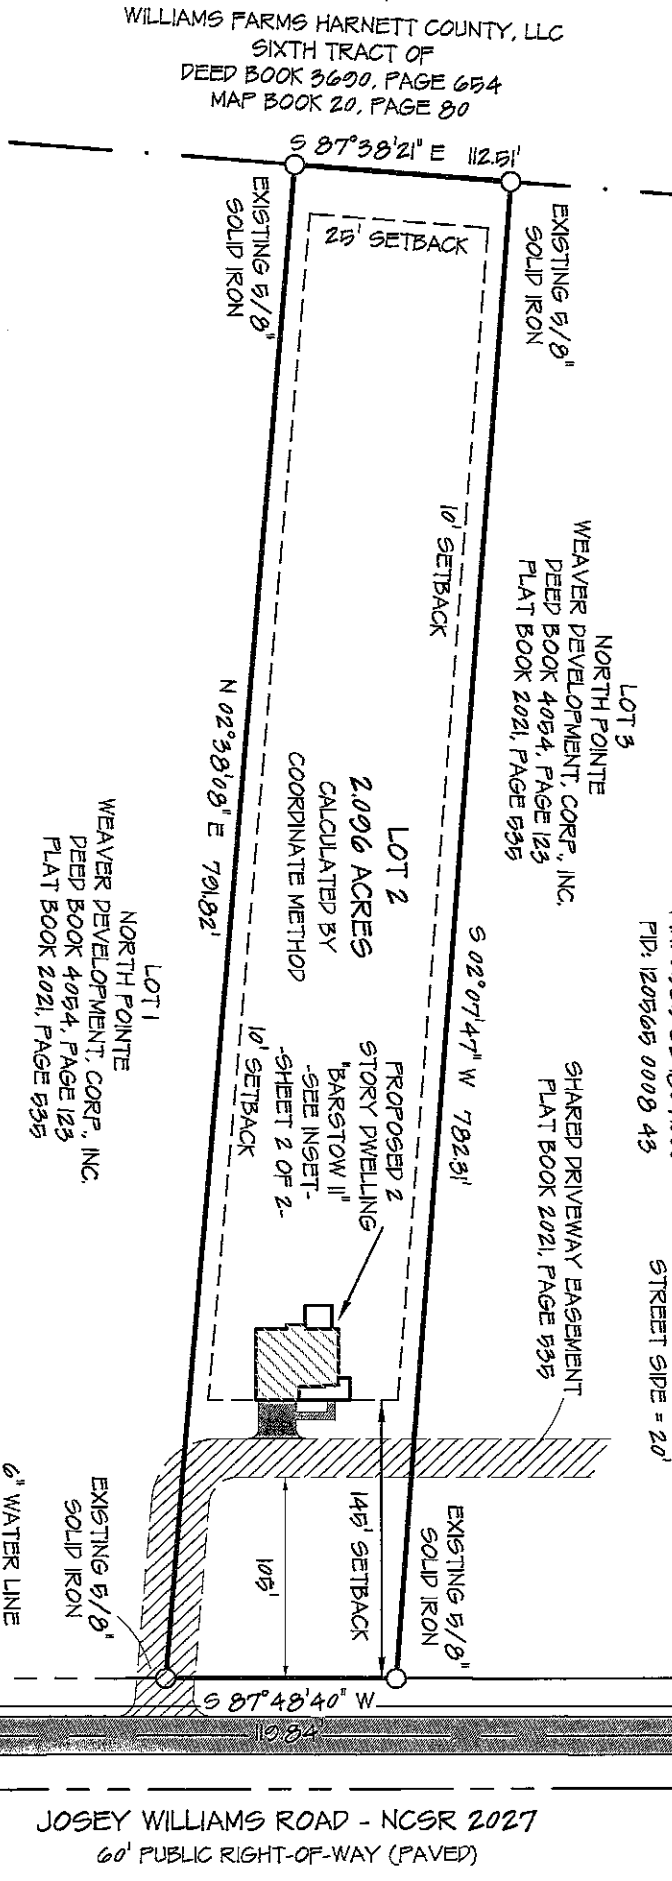 WILLIAMS FARMS HARNETT COUNTY, LLC
SIXTH TRACT OF
DEED BOOK 3690, PAGE 654
MAP BOOK 20, PAGE 80
S 87°38'21" E 112.51'
EXISTING 5/8"
SOLID IRON
25' SETBACK
EXISTING 5/8"
SOLID IRON
10' SETBACK
LOT 3
NORTH POINTE
WEAVER DEVELOPMENT, CORP., INC.
DEED BOOK 4054, PAGE 123
PLAT BOOK 2021, PAGE 535
N 02°38'08" E 791.82'
LOT 2
2.096 ACRES
CALCULATED BY
COORDINATE METHOD
S 02°07'47" W 782.31'
LOT 1
NORTH POINTE
WEAVER DEVELOPMENT, CORP., INC.
DEED BOOK 4054, PAGE 123
PLAT BOOK 2021, PAGE 535
PID: 120565 0008 43
10' SETBACK
PROPOSED 2
STORY DWELLING
"BARSTOW II"
-SEE INSET-
-SHEET 2 OF 2-
SHARED DRIVEWAY EASEMENT
PLAT BOOK 2021, PAGE 535
STREET SIDE = 20'
6" WATER LINE
EXISTING 5/8"
SOLID IRON
105'
145' SETBACK
EXISTING 5/8"
SOLID IRON
S 87°48'40" W
119.84'
JOSEY WILLIAMS ROAD - NCSR 2027
60' PUBLIC RIGHT-OF-WAY (PAVED)